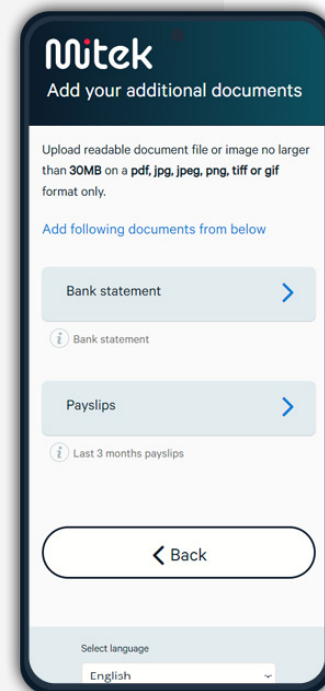 Mitek
Add your additional documents
Upload readable document file or image no larger
than 30MB on a pdf, jpg, jpeg, png, tiff or gif
format only.
Add following documents from below
Bank statement
i Bank statement
Payslips
i Last 3 months payslips
Back
Select language
English